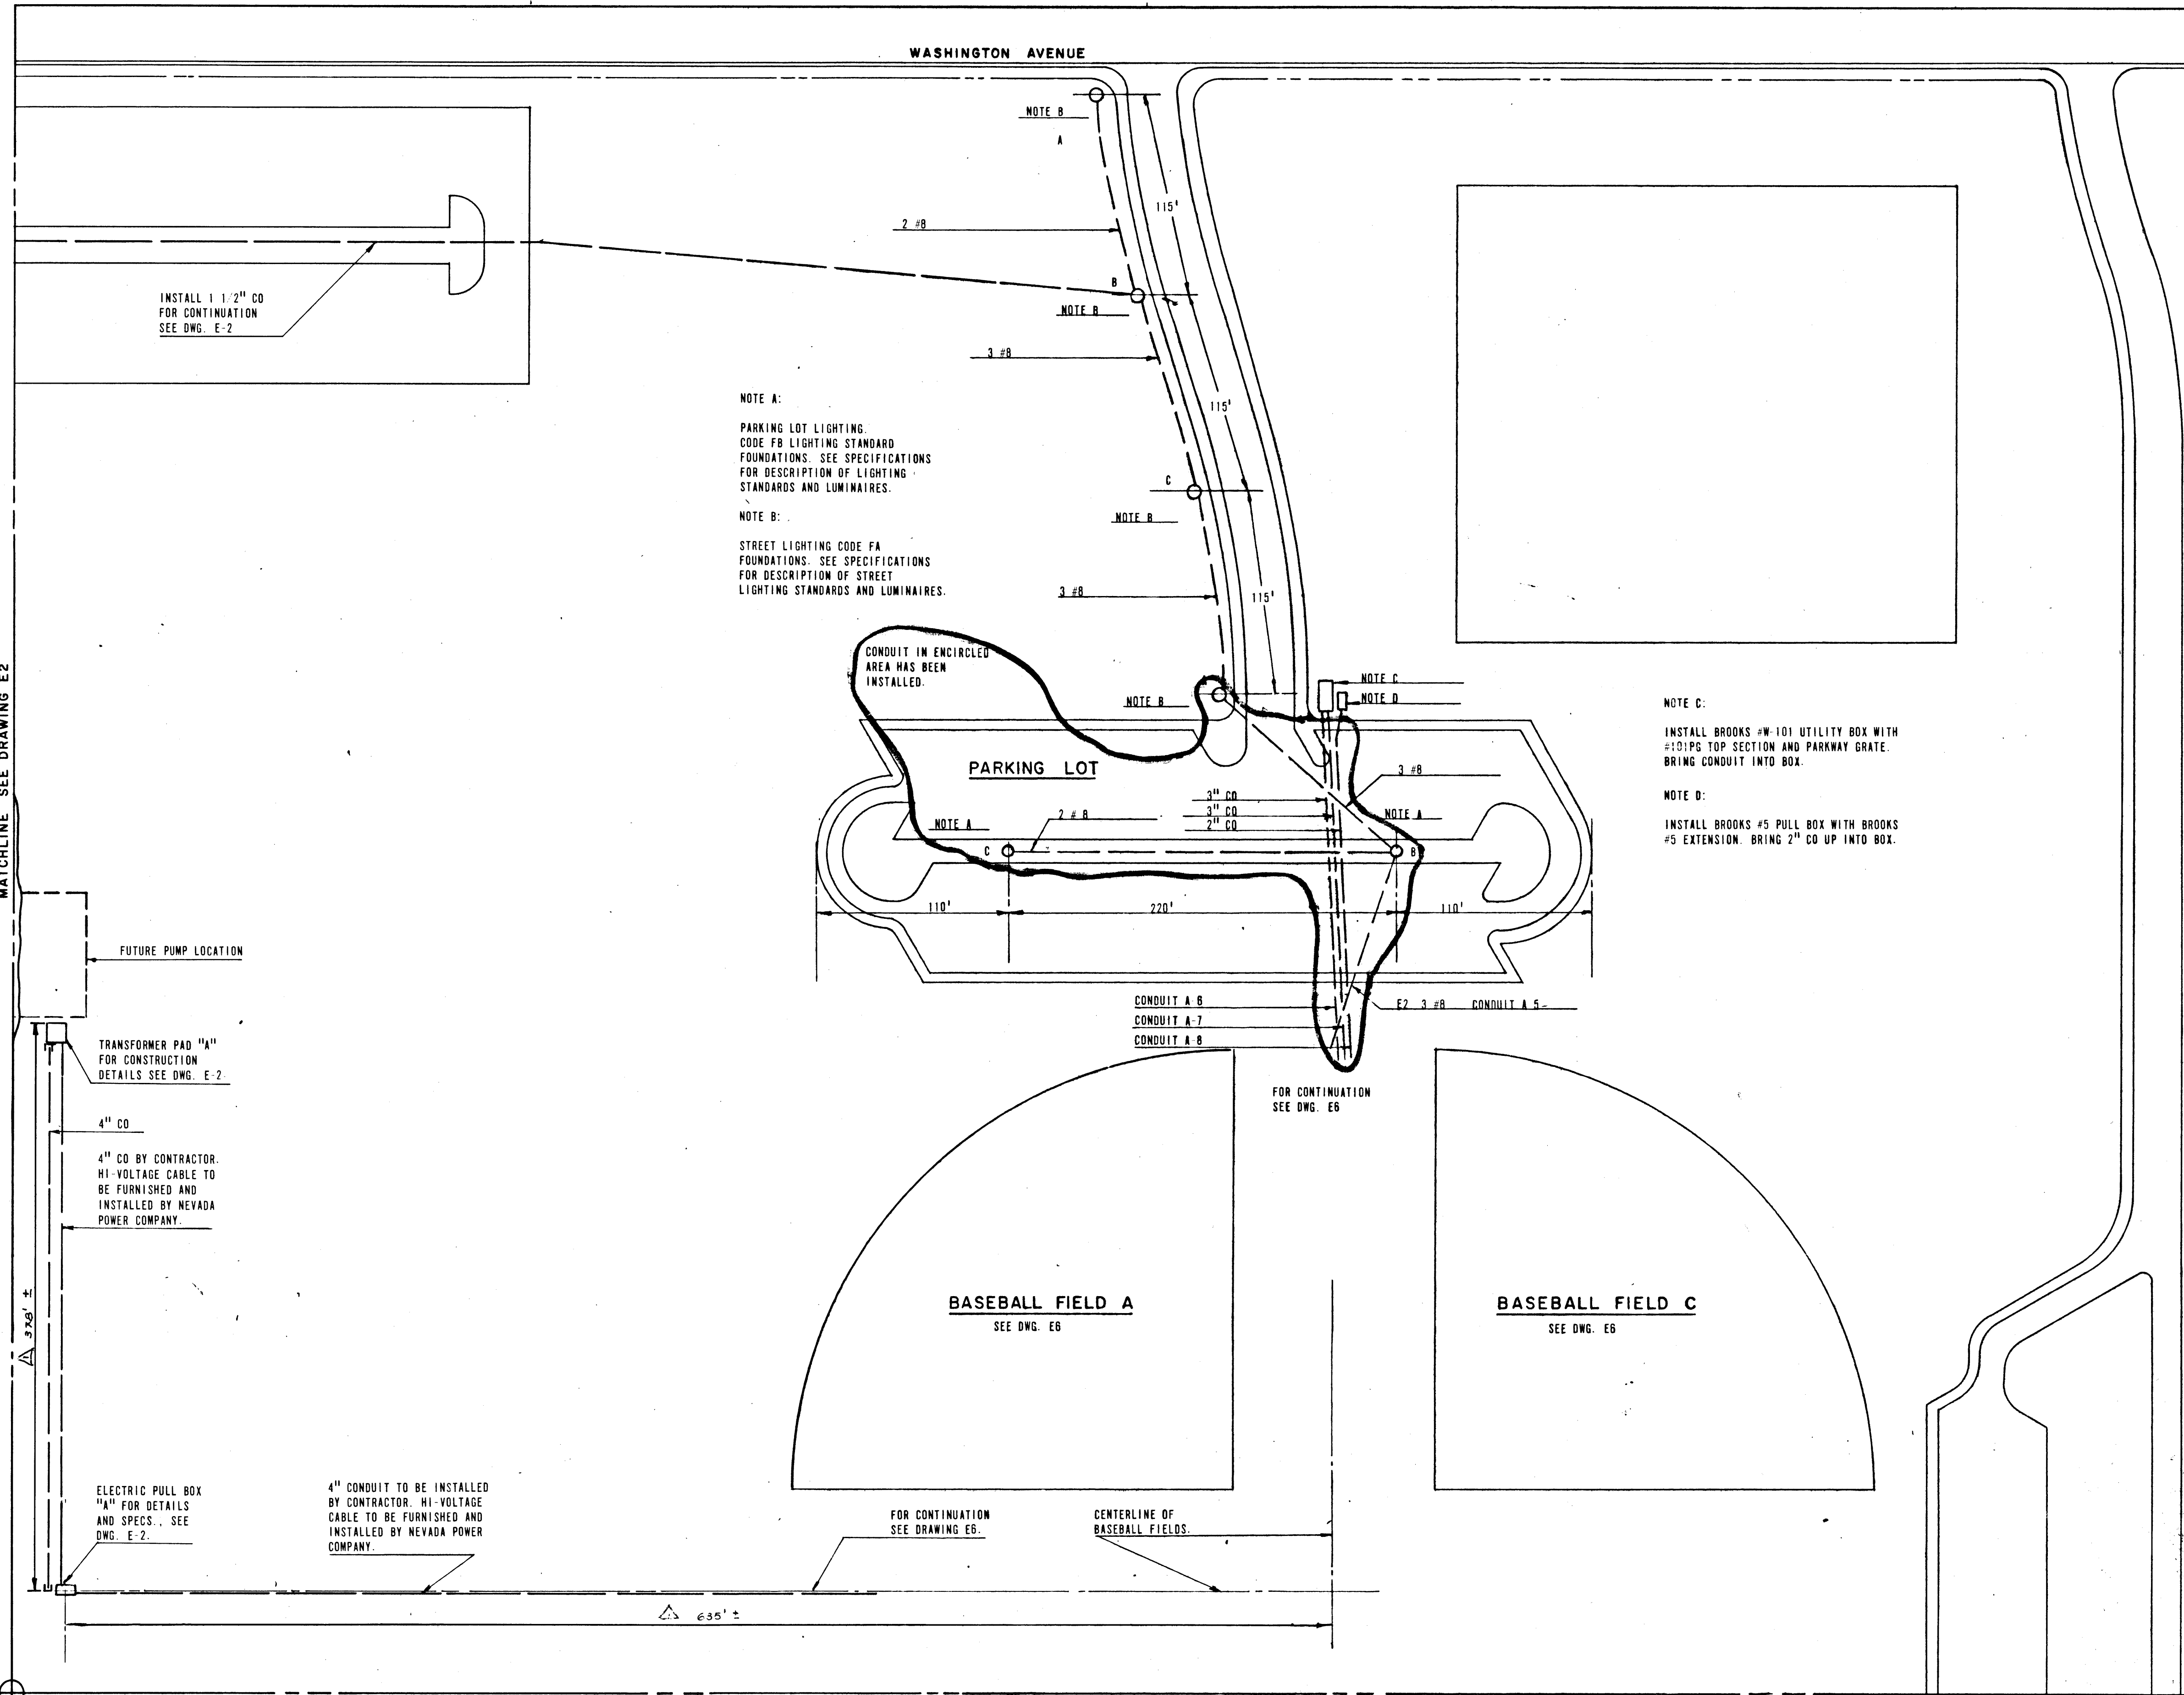 WASHINGTON AVENUE
NOTE B
A
115'
2 #8
B
NOTE B
INSTALL 1 1/2" CO
FOR CONTINUATION
SEE DWG. E-2
3 #8
NOTE A:
PARKING LOT LIGHTING.
CODE FB LIGHTING STANDARD
FOUNDATIONS. SEE SPECIFICATIONS
FOR DESCRIPTION OF LIGHTING
STANDARDS AND LUMINAIRES.
115'
C
NOTE B
NOTE B:
STREET LIGHTING CODE FA
FOUNDATIONS. SEE SPECIFICATIONS
FOR DESCRIPTION OF STREET
LIGHTING STANDARDS AND LUMINAIRES.
3 #8
115'
MATCHLINE SEE DRAWING E2
CONDUIT IN ENCIRCLED
AREA HAS BEEN
INSTALLED.
NOTE B
NOTE C
NOTE D
NOTE C:
INSTALL BROOKS #W-101 UTILITY BOX WITH
#101PG TOP SECTION AND PARKWAY GRATE.
BRING CONDUIT INTO BOX.
NOTE D:
INSTALL BROOKS #5 PULL BOX WITH BROOKS
#5 EXTENSION. BRING 2" CO UP INTO BOX.
PARKING LOT
3 #8
3" CO
3" CO
2" CO
NOTE A
2 #8
NOTE A
C
B
110'
220'
110'
FUTURE PUMP LOCATION
CONDUIT A-6
CONDUIT A-7
CONDUIT A-8
E2 3 #8 CONDUIT A 5-
TRANSFORMER PAD "A"
FOR CONSTRUCTION
DETAILS SEE DWG. E-2.
FOR CONTINUATION
SEE DWG. E6
4" CO
4" CO BY CONTRACTOR.
HI-VOLTAGE CABLE TO
BE FURNISHED AND
INSTALLED BY NEVADA
POWER COMPANY.
378' ±
BASEBALL FIELD A
SEE DWG. E6
BASEBALL FIELD C
SEE DWG. E6
ELECTRIC PULL BOX
"A" FOR DETAILS
AND SPECS., SEE
DWG. E-2.
4" CONDUIT TO BE INSTALLED
BY CONTRACTOR. HI-VOLTAGE
CABLE TO BE FURNISHED AND
INSTALLED BY NEVADA POWER
COMPANY.
FOR CONTINUATION
SEE DRAWING E6.
CENTERLINE OF
BASEBALL FIELDS.
635' ±